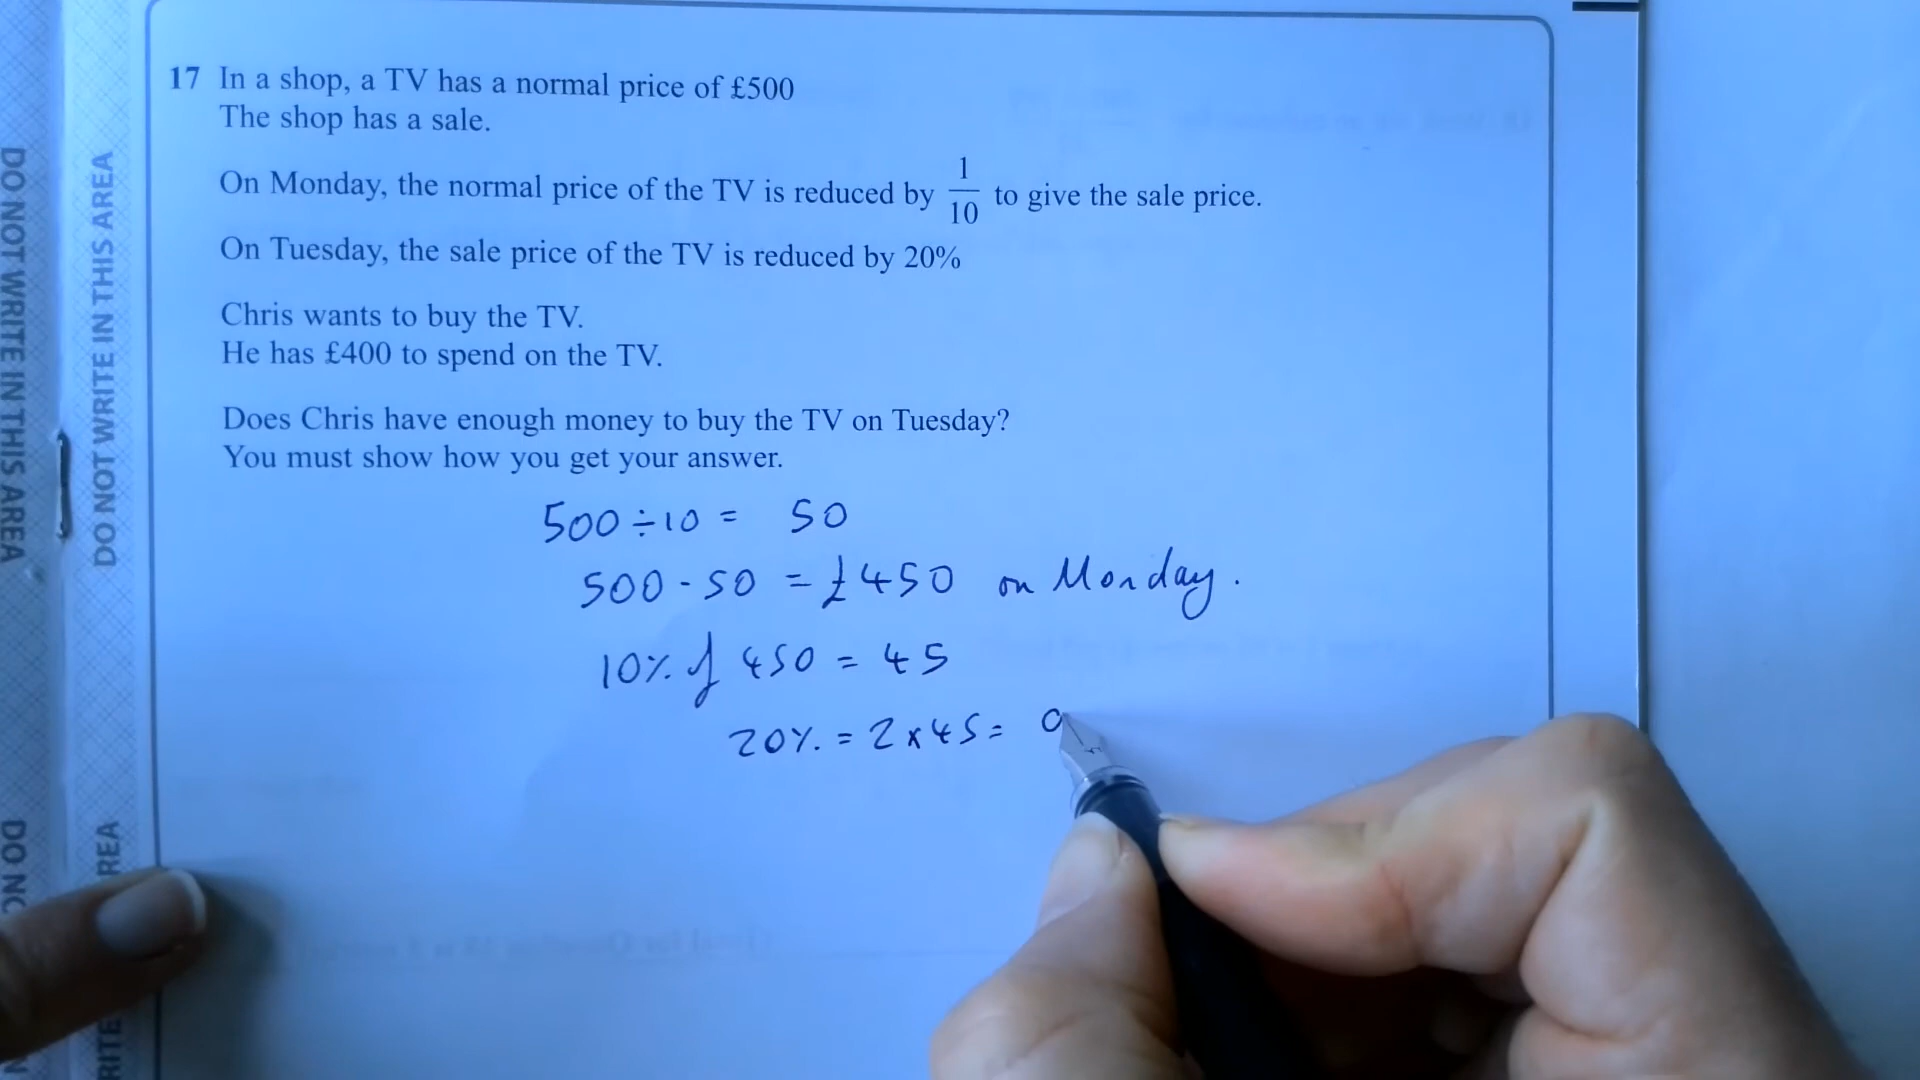 17 In a shop, a TV has a normal price of £500
The shop has a sale.
On Monday, the normal price of the TV is reduced by 1/10 to give the sale price.
On Tuesday, the sale price of the TV is reduced by 20%
Chris wants to buy the TV.
He has £400 to spend on the TV.
Does Chris have enough money to buy the TV on Tuesday?
You must show how you get your answer.
500 ÷ 10 = 50
500 - 50 = £450 on Monday.
10% of 450 = 45
20% = 2 × 45 =
DO NOT WRITE IN THIS AREA
DO NOT WRITE IN THIS AREA